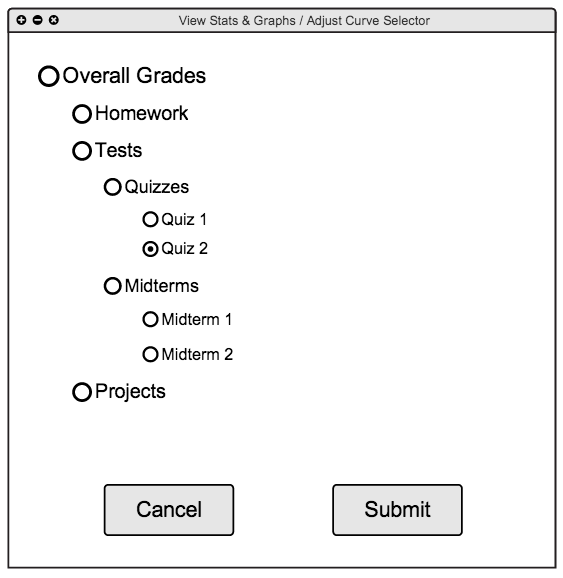 View Stats & Graphs / Adjust Curve Selector
Overall Grades
Homework
Tests
Quizzes
Quiz 1
Quiz 2
Midterms
Midterm 1
Midterm 2
Projects
Cancel
Submit